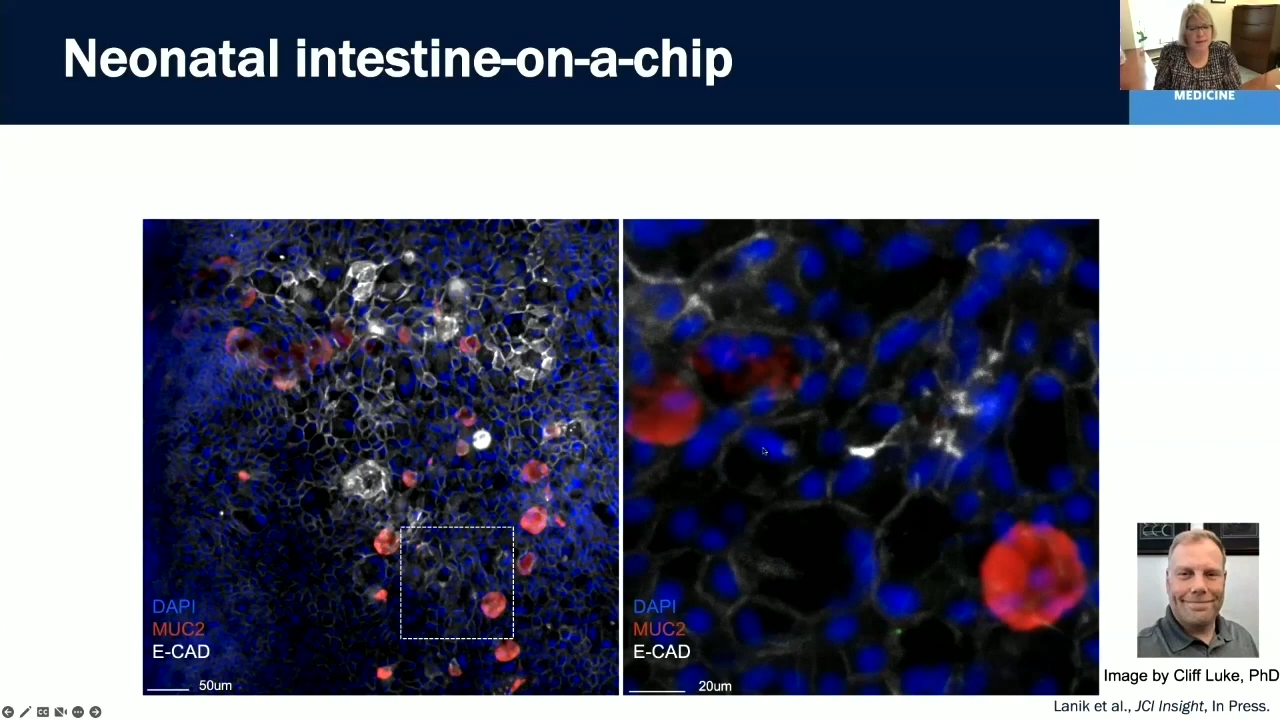 Neonatal intestine-on-a-chip
MEDICINE
DAPI
MUC2
E-CAD
50um
DAPI
MUC2
E-CAD
20um
Image by Cliff Luke, PhD
Lanik et al., JCI Insight, In Press.